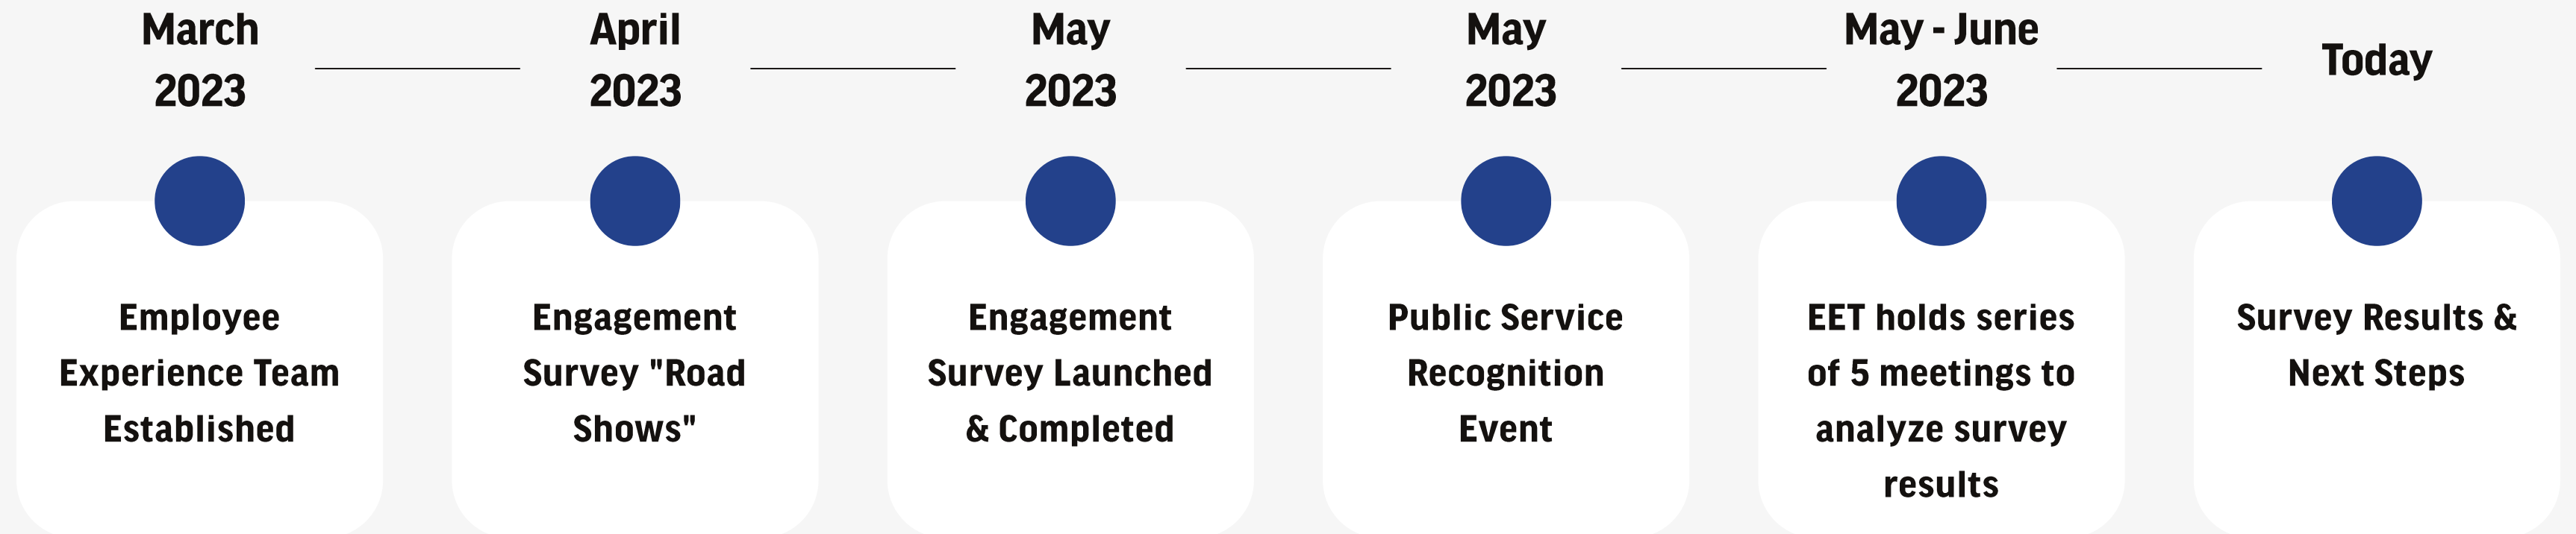 March
2023
April
2023
May
2023
May
2023
May - June
2023
Today
Employee
Experience Team
Established
Engagement
Survey "Road
Shows"
Engagement
Survey Launched
& Completed
Public Service
Recognition
Event
EET holds series
of 5 meetings to
analyze survey
results
Survey Results &
Next Steps